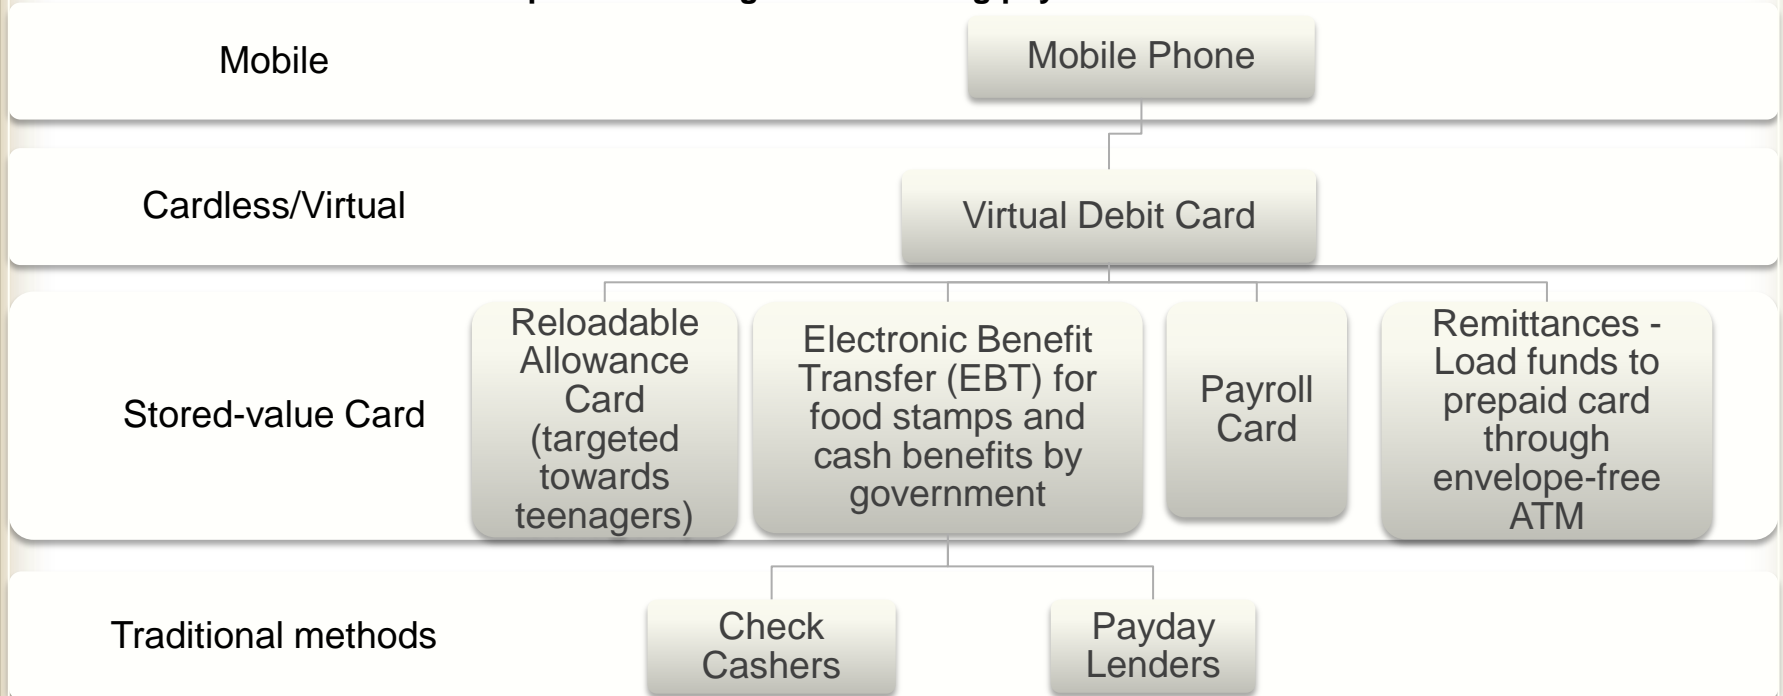 Mobile
Mobile Phone
Cardless/Virtual
Virtual Debit Card
Stored-value Card
Reloadable
Allowance
Card
(targeted
towards
teenagers)
Electronic Benefit
Transfer (EBT) for
food stamps and
cash benefits by
government
Payroll
Card
Remittances -
Load funds to
prepaid card
through
envelope-free
ATM
Traditional methods
Check
Cashers
Payday
Lenders